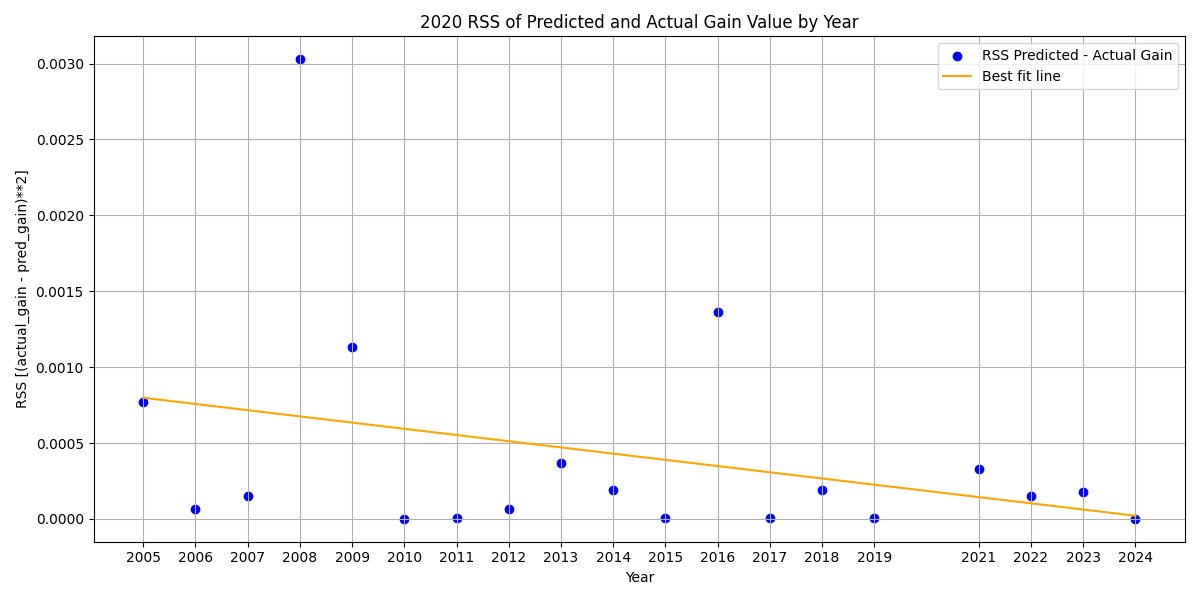 2020 RSS of Predicted and Actual Gain Value by Year
RSS Predicted - Actual Gain
Best fit line
RSS [(actual_gain - pred_gain)**2]
0.0030
0.0025
0.0020
0.0015
0.0010
0.0005
0.0000
2005 2006 2007 2008 2009 2010 2011 2012 2013 2014 2015 2016 2017 2018 2019 2021 2022 2023 2024
Year